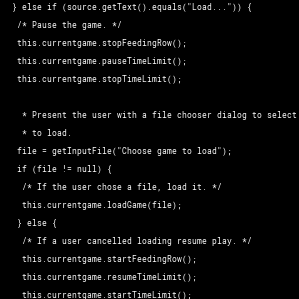 } else if (source.getText().equals("Load...")) {
/* Pause the game. */
this.currentgame.stopFeedingRow();
this.currentgame.pauseTimeLimit();
this.currentgame.stopTimeLimit();
* Present the user with a file chooser dialog to select
* to load.
file = getInputFile("Choose game to load");
if (file != null) {
/* If the user chose a file, load it. */
this.currentgame.loadGame(file);
} else {
/* If a user cancelled loading resume play. */
this.currentgame.startFeedingRow();
this.currentgame.resumeTimeLimit();
this.currentgame.startTimeLimit();